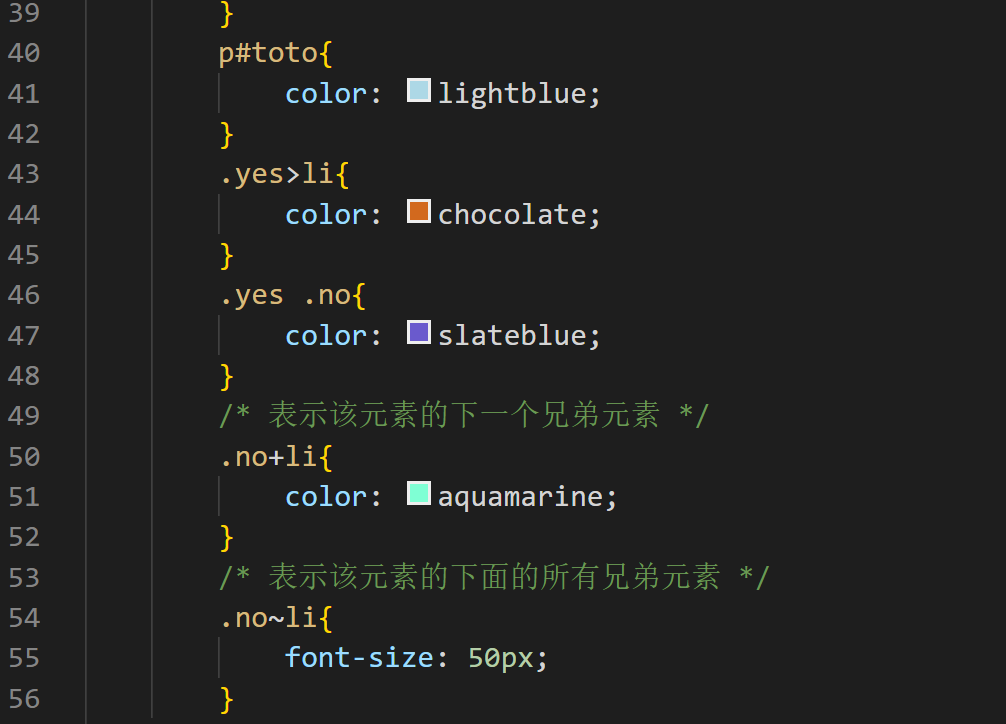 39 }
40 p#toto{
41 color: lightblue;
42 }
43 .yes>li{
44 color: chocolate;
45 }
46 .yes .no{
47 color: slateblue;
48 }
49 /* 表示该元素的下一个兄弟元素 */
50 .no+li{
51 color: aquamarine;
52 }
53 /* 表示该元素的下面的所有兄弟元素 */
54 .no~li{
55 font-size: 50px;
56 }